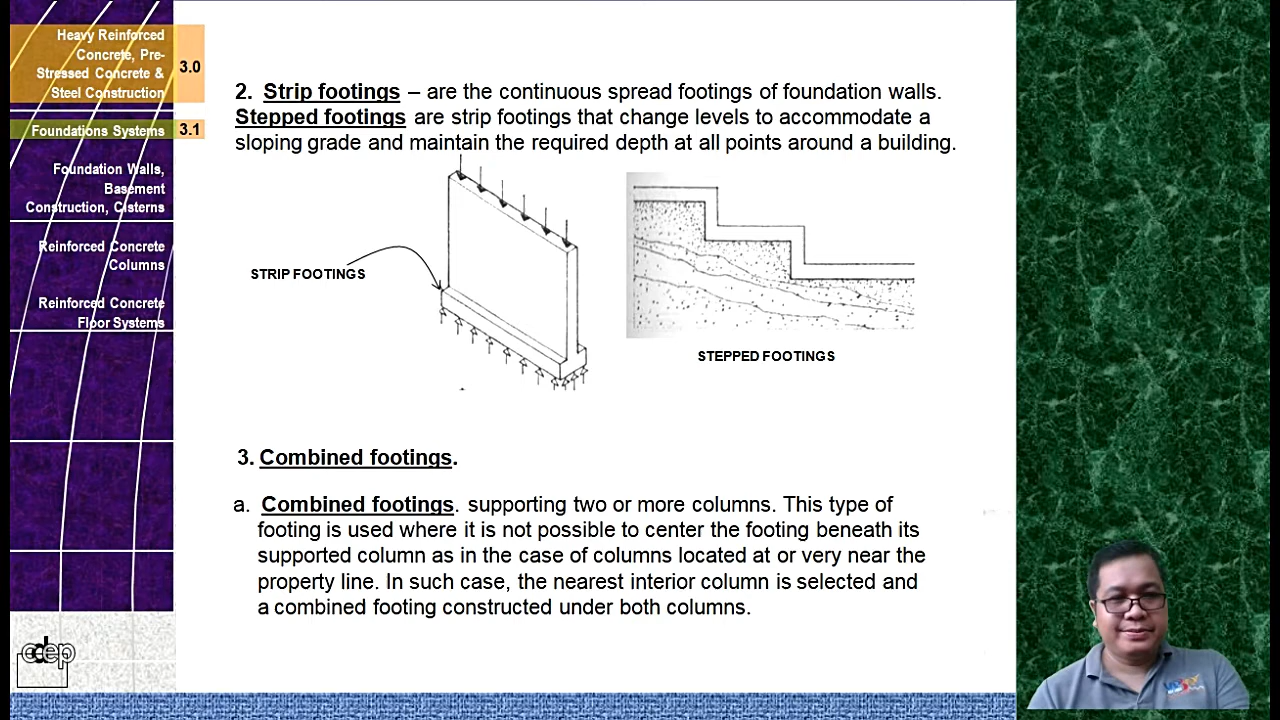 Heavy Reinforced
Concrete, Pre-
Stressed Concrete &
Steel Construction
3.0
Foundations Systems
3.1
Foundation Walls,
Basement
Construction, Cisterns
Reinforced Concrete
Columns
Reinforced Concrete
Floor Systems
2. Strip footings – are the continuous spread footings of foundation walls.
Stepped footings are strip footings that change levels to accommodate a
sloping grade and maintain the required depth at all points around a building.
STRIP FOOTINGS
STEPPED FOOTINGS
3. Combined footings.
a. Combined footings. supporting two or more columns. This type of
footing is used where it is not possible to center the footing beneath its
supported column as in the case of columns located at or very near the
property line. In such case, the nearest interior column is selected and
a combined footing constructed under both columns.